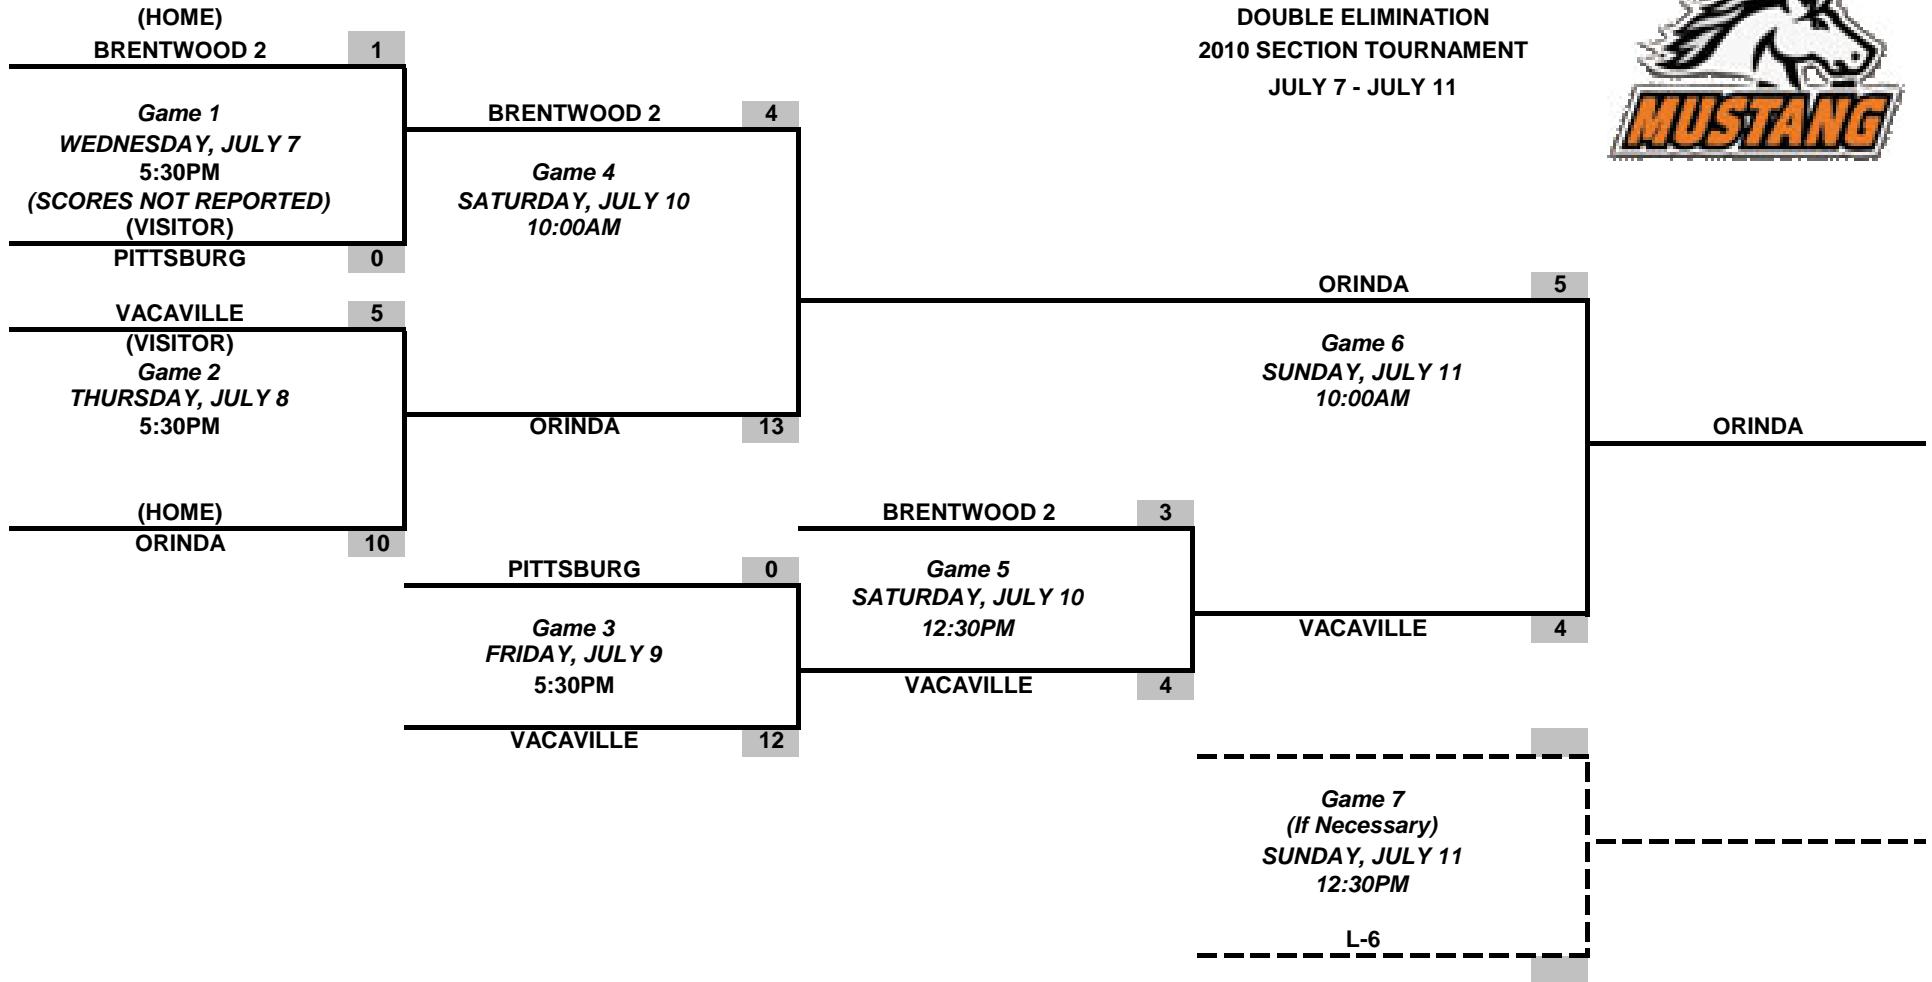 DOUBLE ELIMINATION
2010 SECTION TOURNAMENT
JULY 7 - JULY 11
MUSTANG
(HOME)
BRENTWOOD 2 1
Game 1
WEDNESDAY, JULY 7
5:30PM
(SCORES NOT REPORTED)
(VISITOR)
PITTSBURG 0
VACAVILLE 5
(VISITOR)
Game 2
THURSDAY, JULY 8
5:30PM
(HOME)
ORINDA 10
BRENTWOOD 2 4
Game 4
SATURDAY, JULY 10
10:00AM
ORINDA 13
PITTSBURG 0
Game 3
FRIDAY, JULY 9
5:30PM
VACAVILLE 12
BRENTWOOD 2 3
Game 5
SATURDAY, JULY 10
12:30PM
VACAVILLE 4
ORINDA 5
Game 6
SUNDAY, JULY 11
10:00AM
VACAVILLE 4
ORINDA
Game 7
(If Necessary)
SUNDAY, JULY 11
12:30PM
L-6